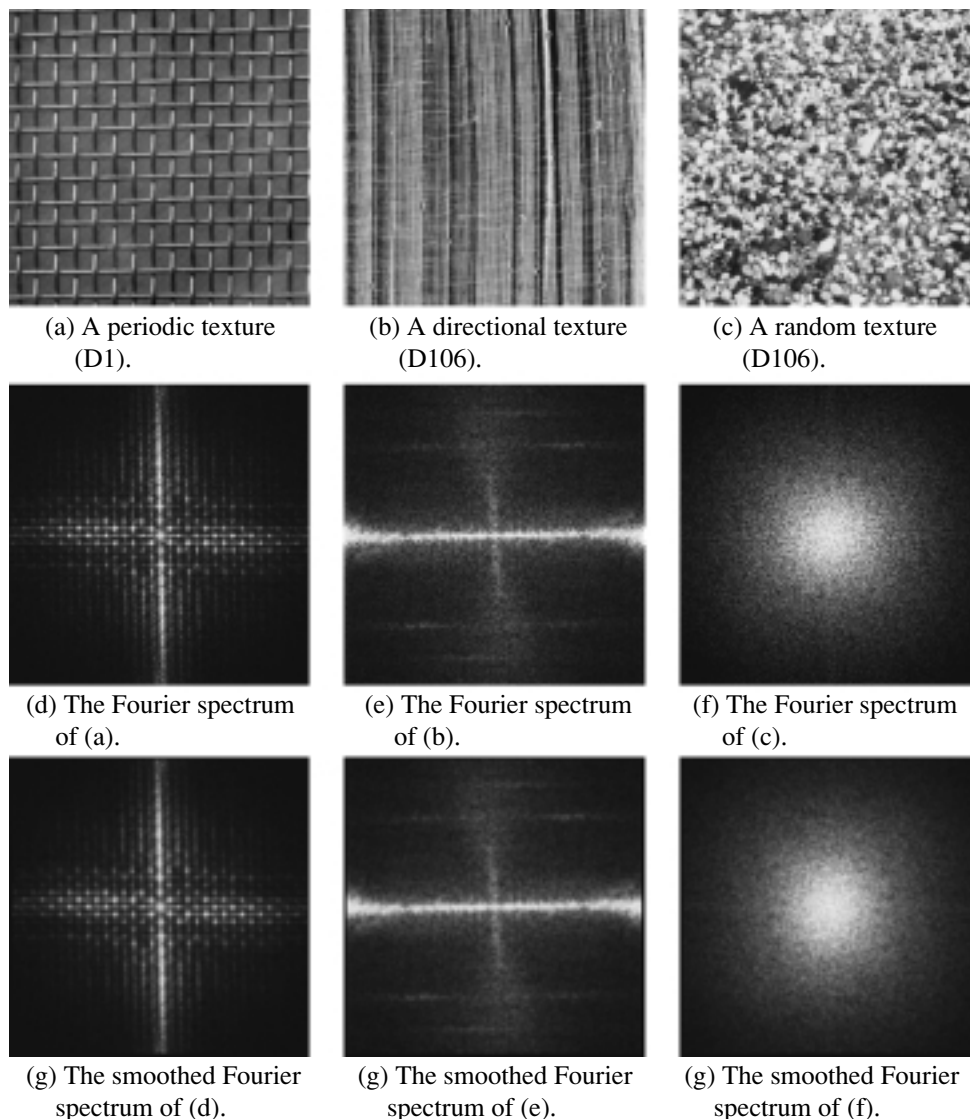 (a) A periodic texture
(D1).
(b) A directional texture
(D106).
(c) A random texture
(D106).
(d) The Fourier spectrum
of (a).
(e) The Fourier spectrum
of (b).
(f) The Fourier spectrum
of (c).
(g) The smoothed Fourier
spectrum of (d).
(g) The smoothed Fourier
spectrum of (e).
(g) The smoothed Fourier
spectrum of (f).